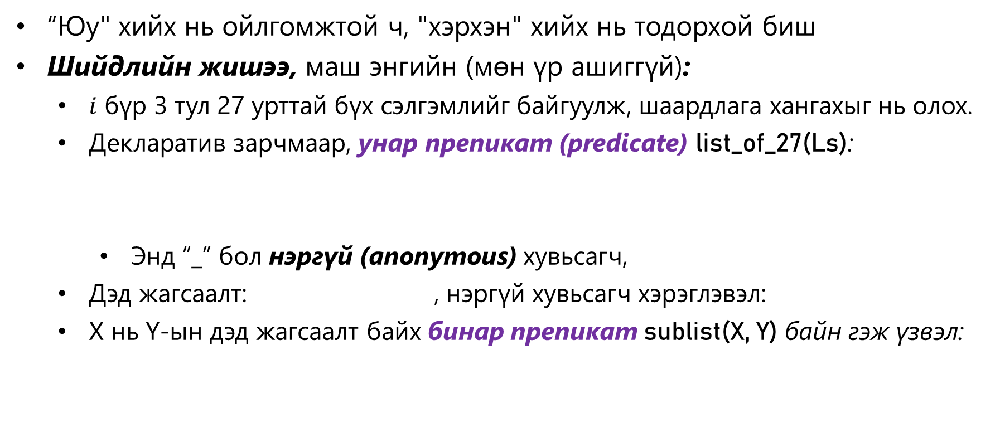 • “Юу" хийх нь ойлгомжтой ч, "хэрхэн" хийх нь тодорхой биш
• Шийдлийн жишээ, маш энгийн (мөн үр ашиггүй):
• i бүр 3 тул 27 урттай бүх сэлгэмлийг байгуулж, шаардлага хангахыг нь олох.
• Декларатив зарчмаар, унар препикат (predicate) list_of_27(Ls):
• Энд “_” бол нэргүй (anonymous) хувьсагч,
• Дэд жагсаалт: , нэргүй хувьсагч хэрэглэвэл:
• X нь Y-ын дэд жагсаалт байх бинар препикат sublist(X, Y) байн гэж үзвэл: